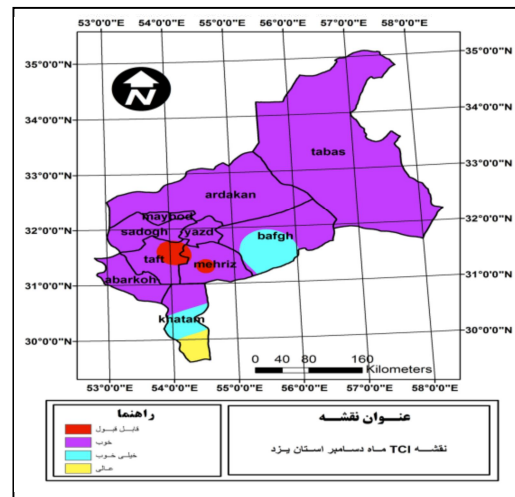 53°0'0"E 54°0'0"E 55°0'0"E 56°0'0"E 57°0'0"E 58°0'0"E
35°0'0"N 35°0'0"N
N
34°0'0"N 34°0'0"N
tabas
33°0'0"N 33°0'0"N
ardakan
maybod
32°0'0"N sadogh yazd bafgh 32°0'0"N
taft mehriz
31°0'0"N abarkoh 31°0'0"N
khatam
30°0'0"N 30°0'0"N
0 40 80 160
Kilometers
53°0'0"E 54°0'0"E 55°0'0"E 56°0'0"E 57°0'0"E 58°0'0"E
راهنما
قابل قبول
خوب
خیلی خوب
عالی
عنوان نقشه
نقشه TCI ماه دسامبر استان یزد